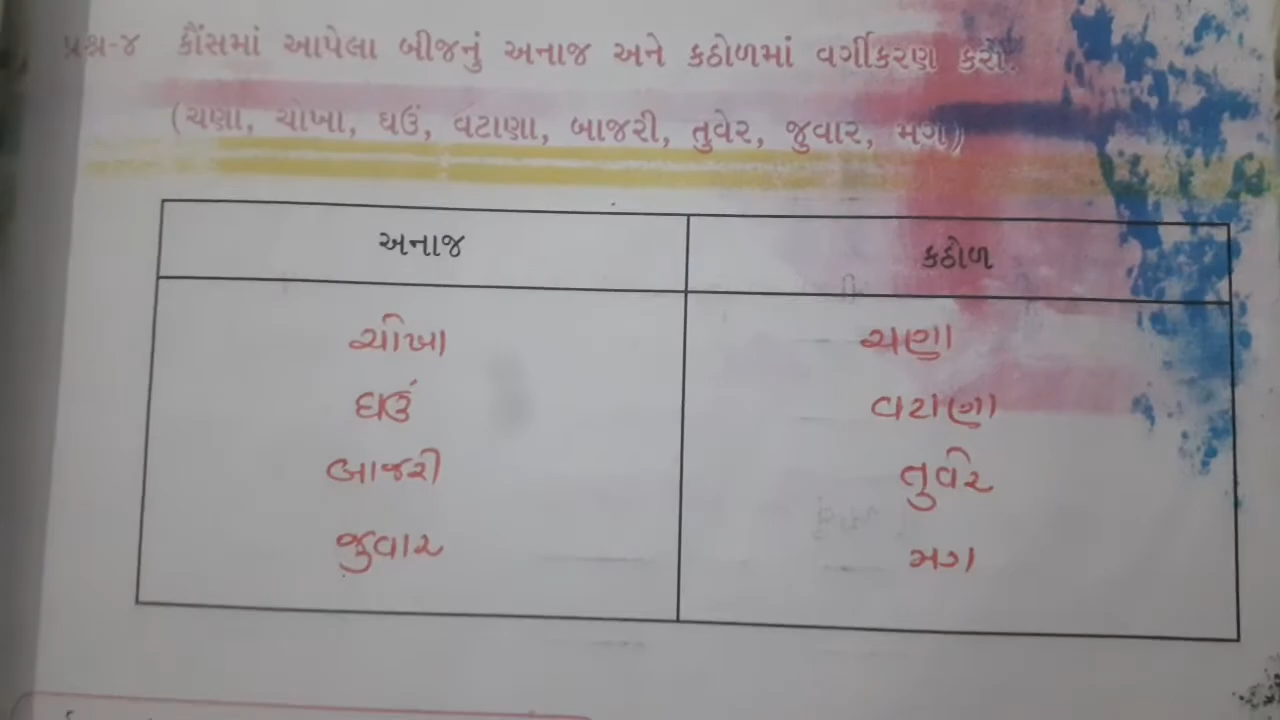 પ્રશ્ન-૪ કૌંસમાં આપેલા બીજનું અનાજ અને કઠોળમાં વર્ગીકરણ કરો.
(ચણા, ચોખા, ઘઉં, વટાણા, બાજરી, તુવેર, જુવાર, મગ)
અનાજ કઠોળ
ચોખા ચણા
ઘઉં વટાણા
બાજરી તુવેર
જુવાર મગ